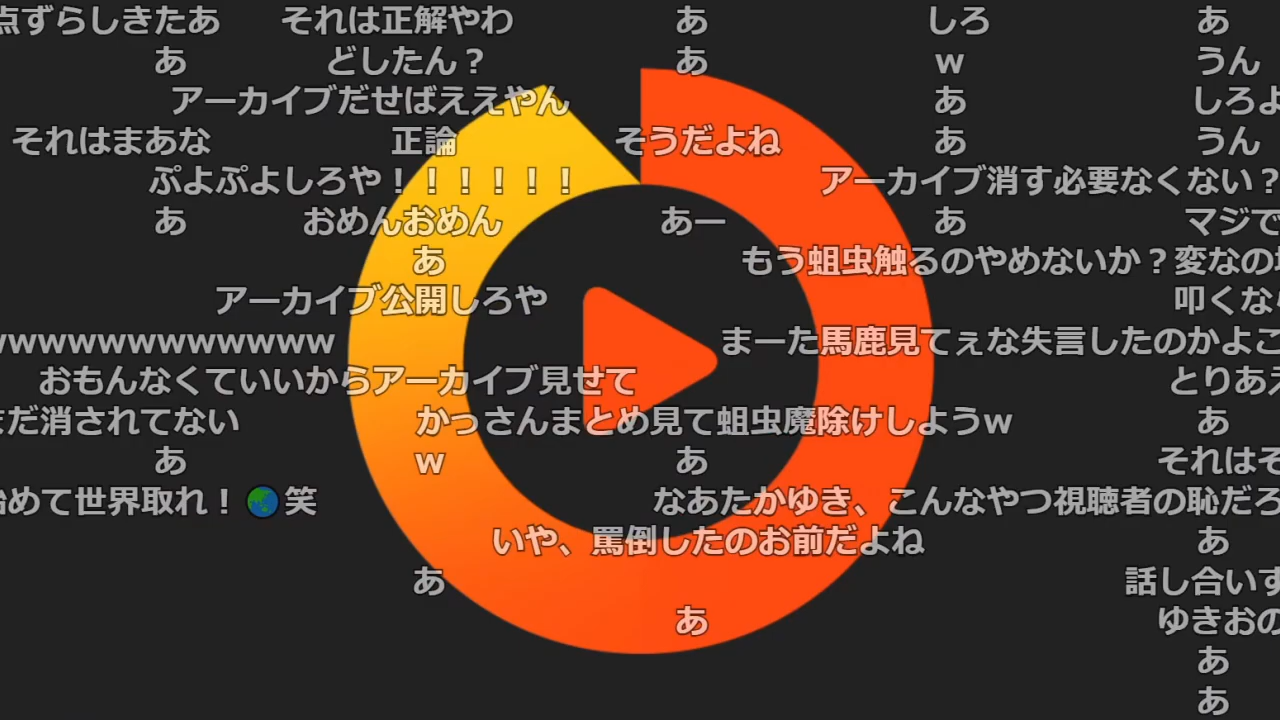 点ずらしきたあ それは正解やわ あ しろ あ
あ どしたん？ あ w うん
アーカイブだせばええやん あ しろよ
それはまあな 正論 そうだよね あ うん
ぷよぷよしろや！！！！！！ アーカイブ消す必要なくない？
あ おめんおめん あー あ マジで
あ もう蛆虫触るのやめないか？変なの
アーカイブ公開しろや 叩くな
wwwwwwwwwwwww まーた馬鹿見てぇな失言したのかよこ
おもんなくていいからアーカイブ見せて とりあえ
まだ消されてない かっさんまとめ見て蛆虫魔除けしようw あ
あ w あ それはそ
始めて世界取れ！🌏笑 なあたかゆき、こんなやつ視聴者の恥だろ
いや、罵倒したのお前だよね あ
あ 話し合いす
あ ゆきおの
あ
あ